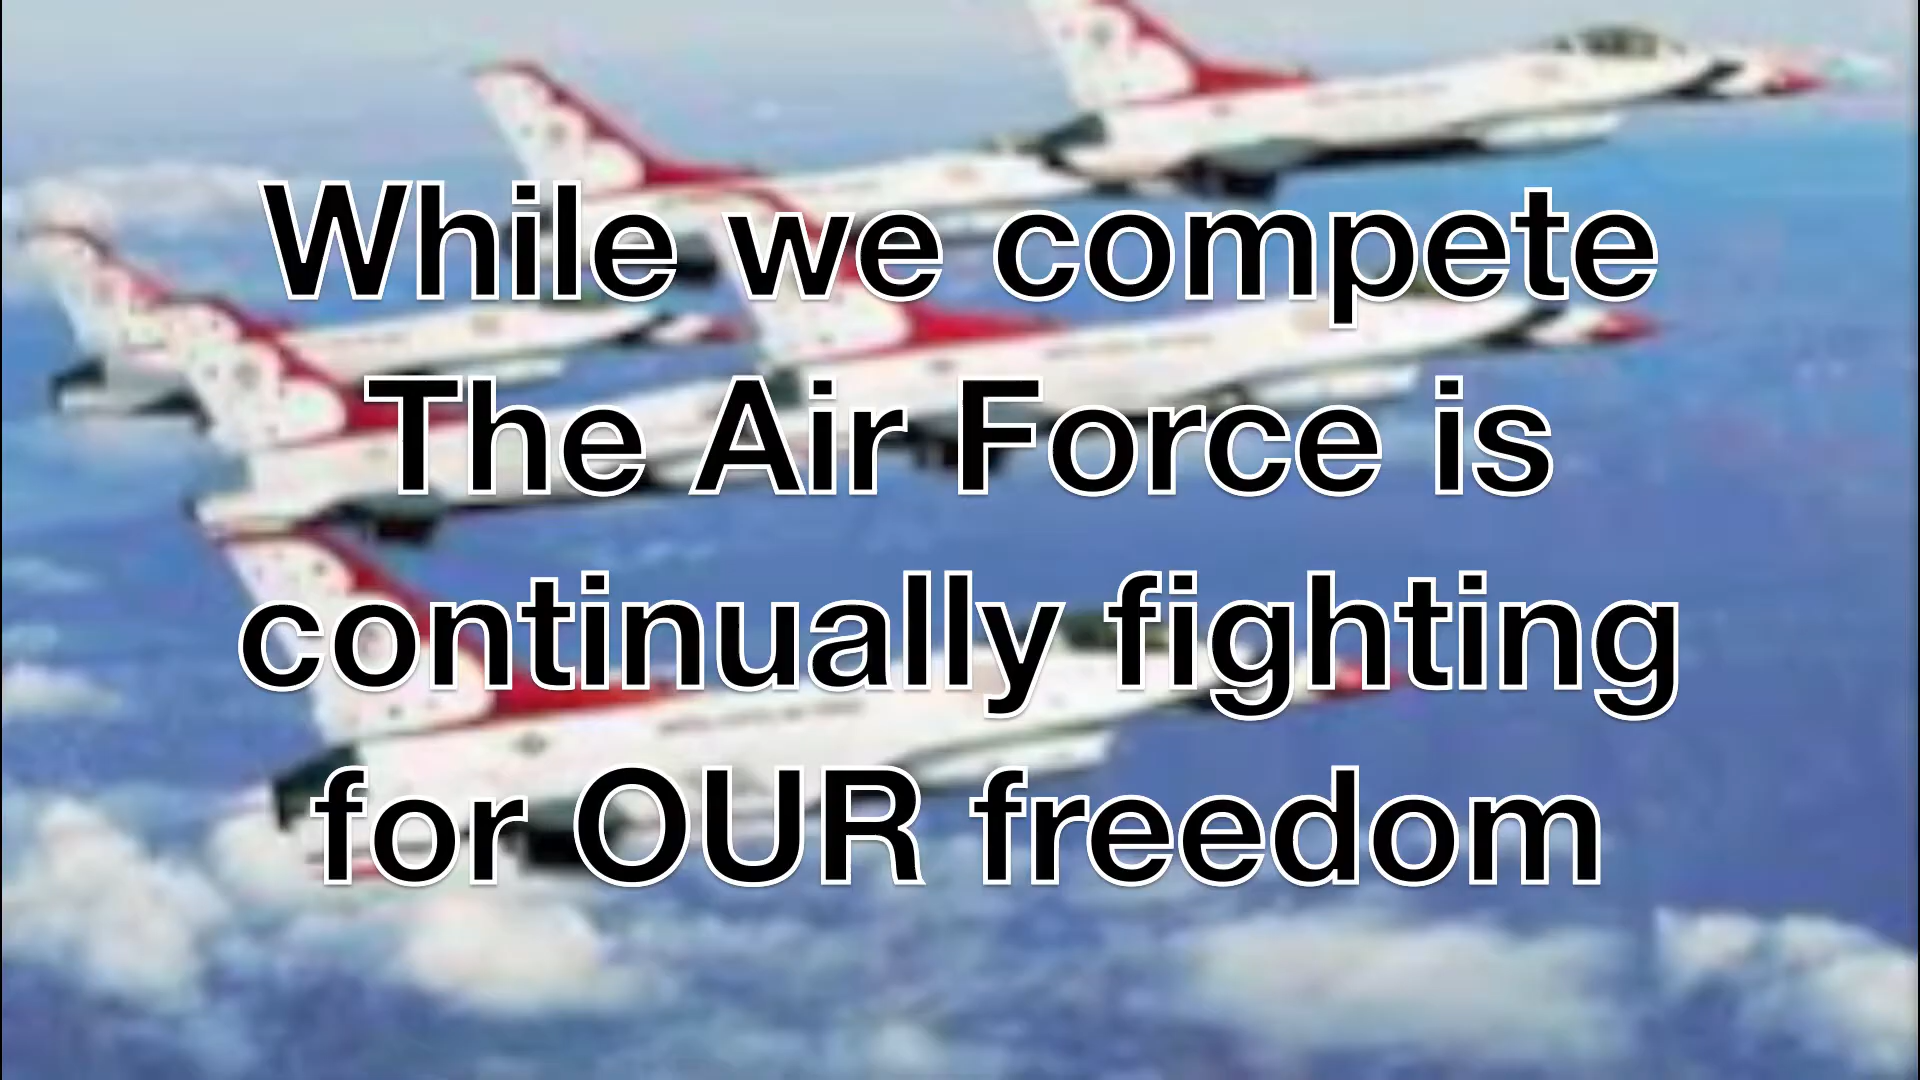 While we compete
The Air Force is
continually fighting
for OUR freedom